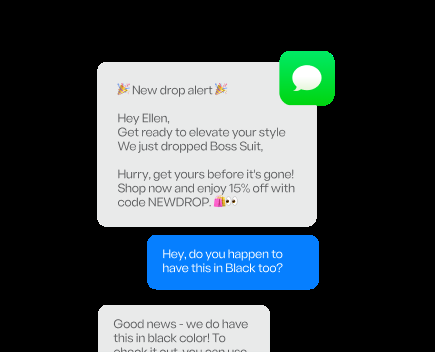 🎉 New drop alert 🎉
Hey Ellen,
Get ready to elevate your style
We just dropped Boss Suit,
Hurry, get yours before it's gone!
Shop now and enjoy 15% off with
code NEWDROP. 🛍️👀
Hey, do you happen to
have this in Black too?
Good news - we do have
this in black color! To
check it out, you can use